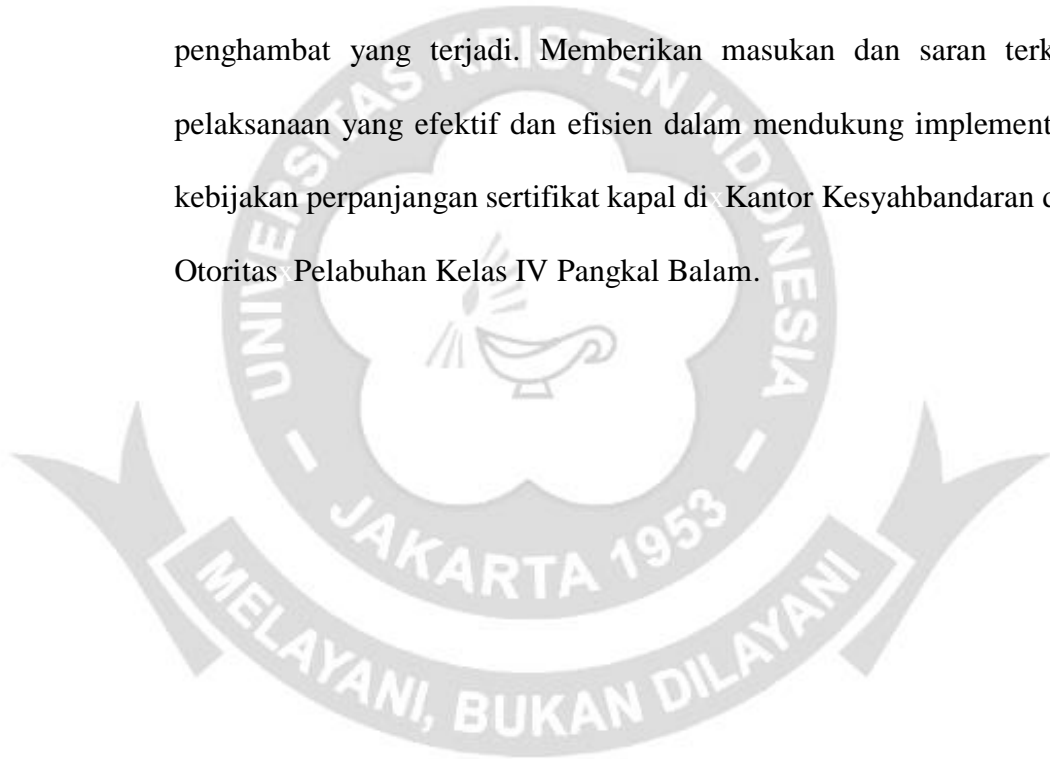 penghambat yang terjadi. Memberikan masukan dan saran terk
pelaksanaan yang efektif dan efisien dalam mendukung implement
kebijakan perpanjangan sertifikat kapal di x Kantor Kesyahbandaran d
Otoritas x Pelabuhan Kelas IV Pangkal Balam.
UNIVERSITAS KRISTEN INDONESIA
- JAKARTA 1953 -
MELAYANI, BUKAN DILAYANI